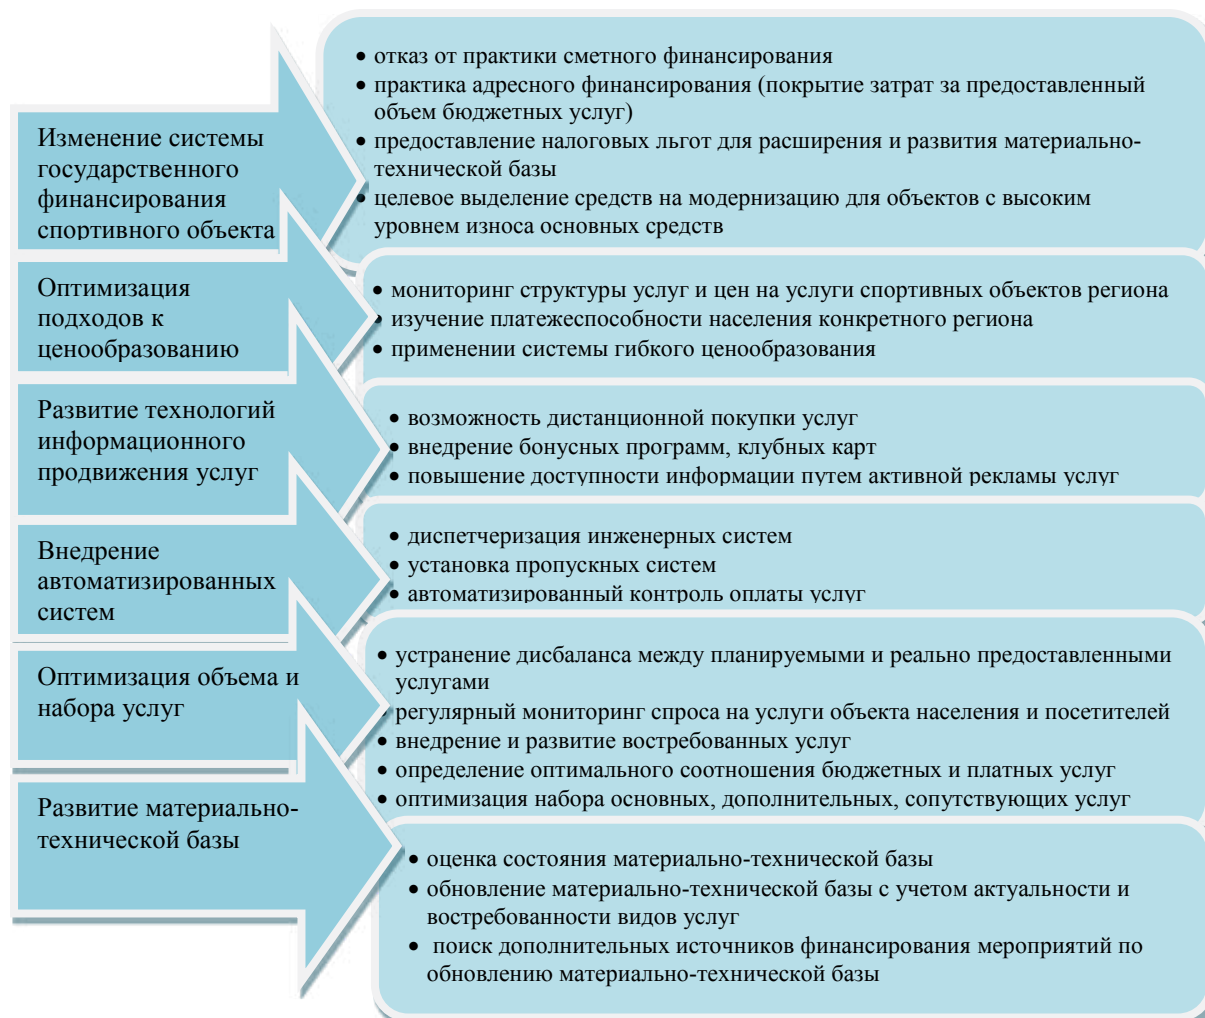 Изменение системы
государственного
финансирования
спортивного объекта
• отказ от практики сметного финансирования
• практика адресного финансирования (покрытие затрат за предоставленный
объем бюджетных услуг)
• предоставление налоговых льгот для расширения и развития материально-
технической базы
• целевое выделение средств на модернизацию для объектов с высоким
уровнем износа основных средств
Оптимизация
подходов к
ценообразованию
• мониторинг структуры услуг и цен на услуги спортивных объектов региона
• изучение платежеспособности населения конкретного региона
• применении системы гибкого ценообразования
Развитие технологий
информационного
продвижения услуг
• возможность дистанционной покупки услуг
• внедрение бонусных программ, клубных карт
• повышение доступности информации путем активной рекламы услуг
Внедрение
автоматизированных
систем
• диспетчеризация инженерных систем
• установка пропускных систем
• автоматизированный контроль оплаты услуг
Оптимизация объема и
набора услуг
• устранение дисбаланса между планируемыми и реально предоставленными
услугами
• регулярный мониторинг спроса на услуги объекта населения и посетителей
• внедрение и развитие востребованных услуг
• определение оптимального соотношения бюджетных и платных услуг
• оптимизация набора основных, дополнительных, сопутствующих услуг
Развитие материально-
технической базы
• оценка состояния материально-технической базы
• обновление материально-технической базы с учетом актуальности и
востребованности видов услуг
• поиск дополнительных источников финансирования мероприятий по
обновлению материально-технической базы